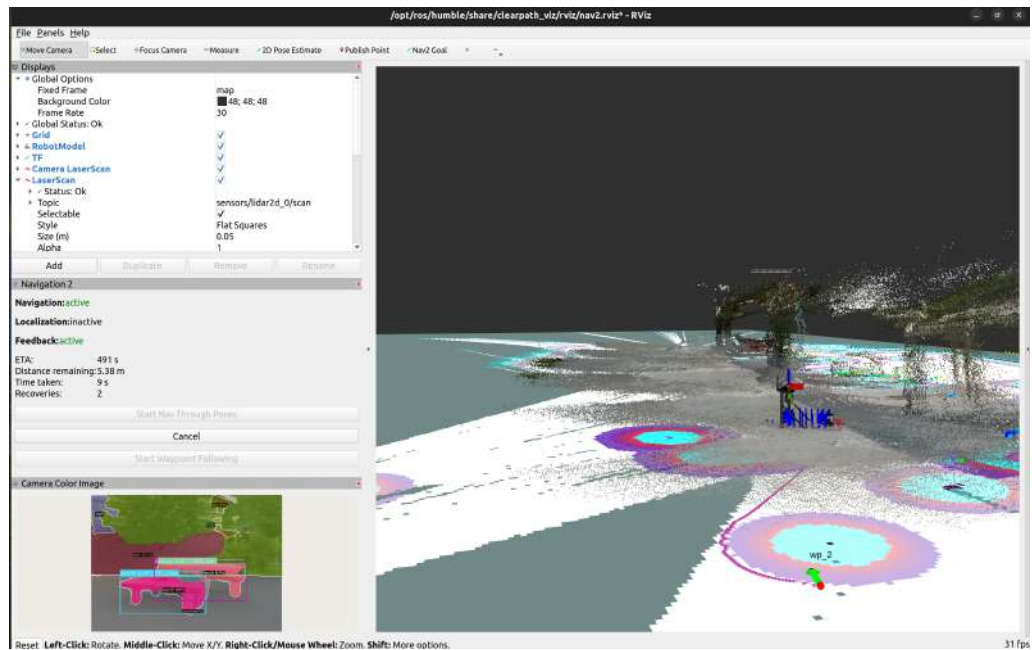 /opt/ros/humble/share/clearpath_viz/rviz/nav2.rviz* - RViz
File Panels Help
Move Camera Select Focus Camera Measure 2D Pose Estimate Publish Point Nav2 Goal
Displays
Global Options
Fixed Frame map
Background Color 48; 48; 48
Frame Rate 30
Global Status: Ok
Grid
RobotModel
TF
Camera LaserScan
LaserScan
Status: Ok
Topic sensors/lidar2d_0/scan
Selectable
Style Flat Squares
Size (m) 0.05
Alpha 1
Add Duplicate Remove Rename
Navigation 2
Navigation:active
Localization:inactive
Feedback:active
ETA: 491 s
Distance remaining: 5.38 m
Time taken: 9 s
Recoveries: 2
Start Nav Through Poses
Cancel
Start Waypoint Following
Camera Color Image
wp_2
Reset Left-Click: Rotate. Middle-Click: Move X/Y. Right-Click/Mouse Wheel: Zoom. Shift: More options. 31 fps